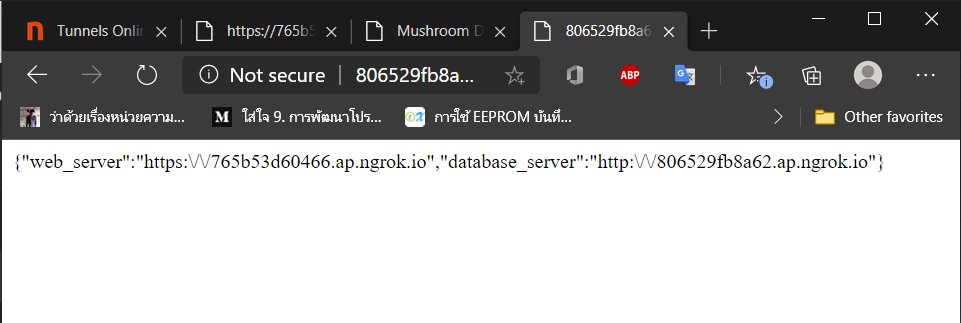 Tunnels Onlin
https://765b5
Mushroom D
806529fb8a6
Not secure | 806529fb8a...
ABP
ว่าด้วยเรื่องหน่วยความ...
M ใส่ใจ 9. การพัฒนาโปร...
การใช้ EEPROM บันทึ...
Other favorites
{"web_server":"https:\/\/765b53d60466.ap.ngrok.io","database_server":"http:\/\/806529fb8a62.ap.ngrok.io"}